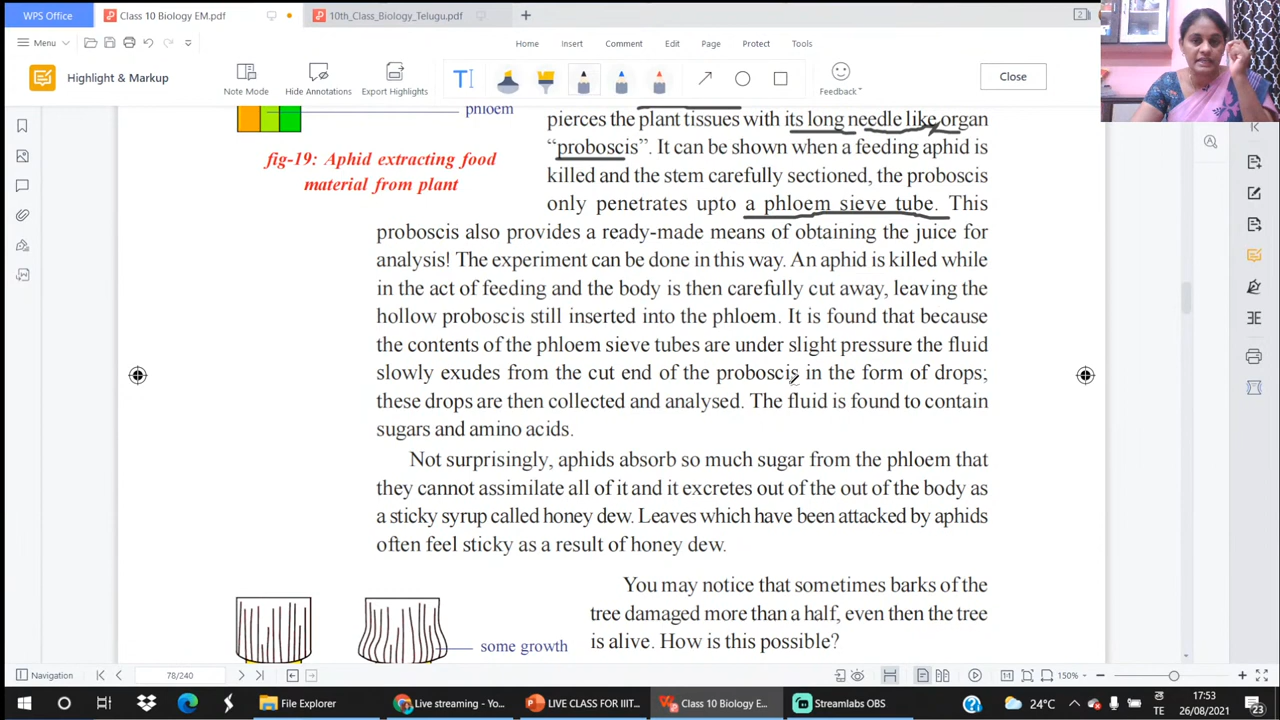 WPS Office
Class 10 Biology EM.pdf
10th_Class_Biology_Telugu.pdf
Menu
Home
Insert
Comment
Edit
Page
Protect
Tools
Highlight & Markup
Note Mode
Hide Annotations
Export Highlights
Feedback
Close
phloem
fig-19: Aphid extracting food
material from plant
pierces the plant tissues with its long needle like organ
“proboscis”. It can be shown when a feeding aphid is
killed and the stem carefully sectioned, the proboscis
only penetrates upto a phloem sieve tube. This
proboscis also provides a ready-made means of obtaining the juice for
analysis! The experiment can be done in this way. An aphid is killed while
in the act of feeding and the body is then carefully cut away, leaving the
hollow proboscis still inserted into the phloem. It is found that because
the contents of the phloem sieve tubes are under slight pressure the fluid
slowly exudes from the cut end of the proboscis in the form of drops;
these drops are then collected and analysed. The fluid is found to contain
sugars and amino acids.
Not surprisingly, aphids absorb so much sugar from the phloem that
they cannot assimilate all of it and it excretes out of the out of the body as
a sticky syrup called honey dew. Leaves which have been attacked by aphids
often feel sticky as a result of honey dew.
You may notice that sometimes barks of the
tree damaged more than a half, even then the tree
is alive. How is this possible?
some growth
Navigation
78/240
150%
File Explorer
Live streaming - Yo...
LIVE CLASS FOR IIIT...
Class 10 Biology E...
Streamlabs OBS
24°C
TE
17:53
26/08/2021
23